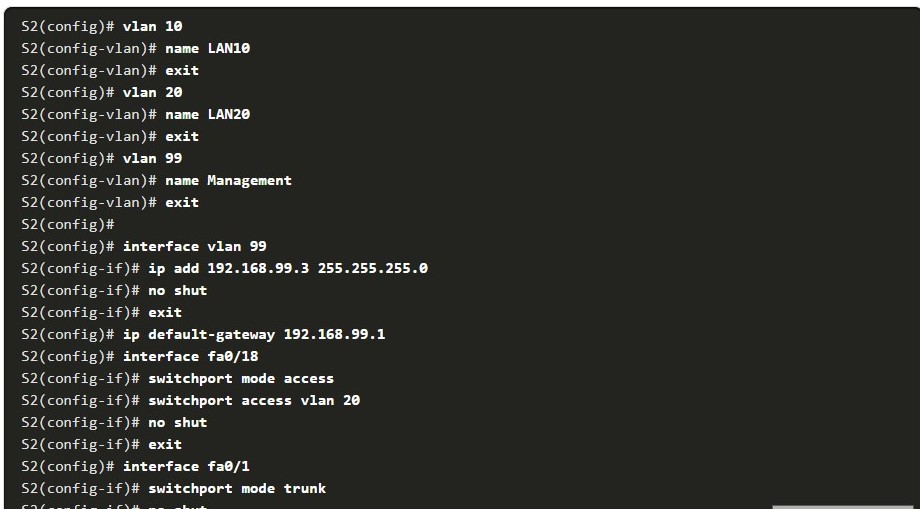 S2(config)# vlan 10
S2(config-vlan)# name LAN10
S2(config-vlan)# exit
S2(config)# vlan 20
S2(config-vlan)# name LAN20
S2(config-vlan)# exit
S2(config)# vlan 99
S2(config-vlan)# name Management
S2(config-vlan)# exit
S2(config)#
S2(config)# interface vlan 99
S2(config-if)# ip add 192.168.99.3 255.255.255.0
S2(config-if)# no shut
S2(config-if)# exit
S2(config)# ip default-gateway 192.168.99.1
S2(config)# interface fa0/18
S2(config-if)# switchport mode access
S2(config-if)# switchport access vlan 20
S2(config-if)# no shut
S2(config-if)# exit
S2(config)# interface fa0/1
S2(config-if)# switchport mode trunk
S2(config-if)# no shut